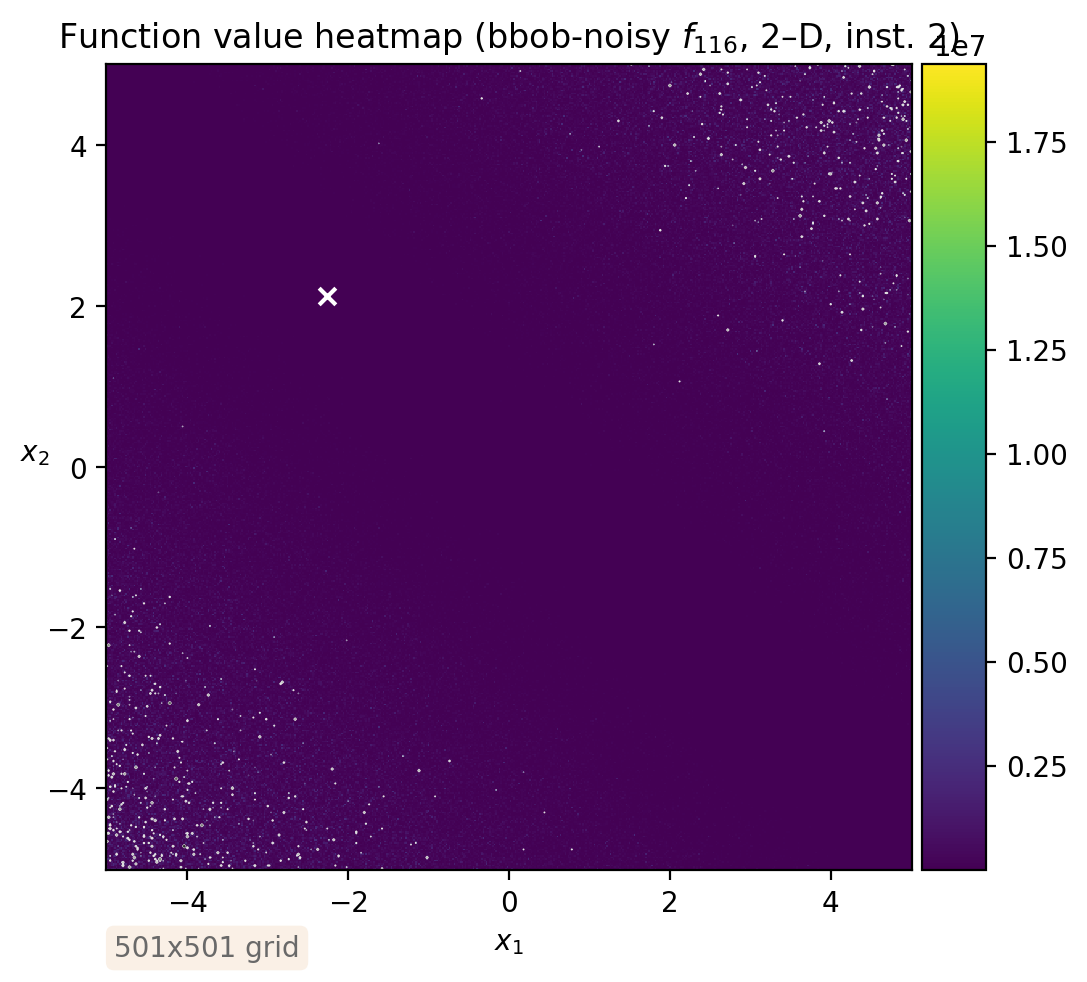 Function value heatmap (bbob-noisy f₁₁₆, 2–D, inst. 2)
1e7
1.75
1.50
1.25
1.00
0.75
0.50
0.25
x₂
4
2
0
−2
−4
−4 −2 0 2 4
x₁
501x501 grid